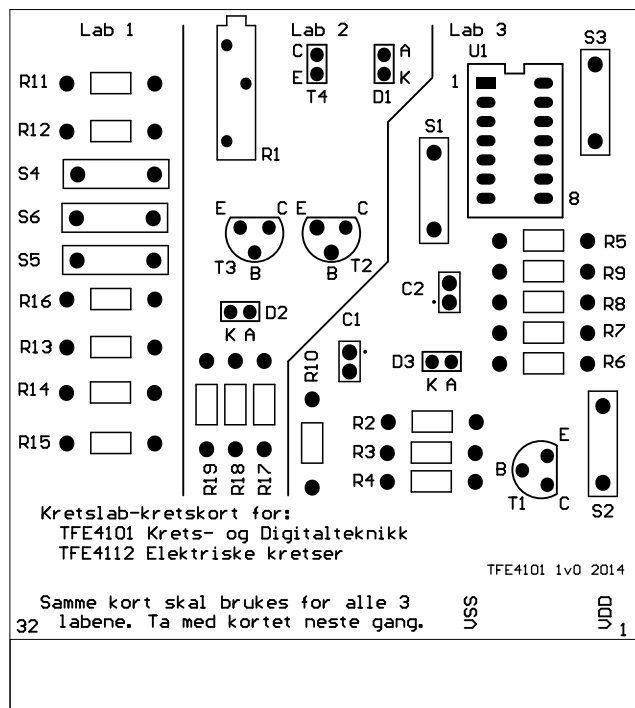 Lab 1
Lab 2
Lab 3
R11
R12
S4
S6
S5
R16
R13
R14
R15
R1
C
E
T4
A
K
D1
E
C
T3
B
E
C
B
T2
K A
D2
R19
R18
R17
U1
1
8
S3
S1
C2
C1
R10
D3
K A
R5
R9
R8
R7
R6
R2
R3
R4
B
E
C
T1
S2
Kretslab-kretskort for:
TFE4101 Krets- og Digitalteknikk
TFE4112 Elektriske kretser
TFE4101 1v0 2014
Samme kort skal brukes for alle 3
labene. Ta med kortet neste gang.
32
VSS
VDD
1